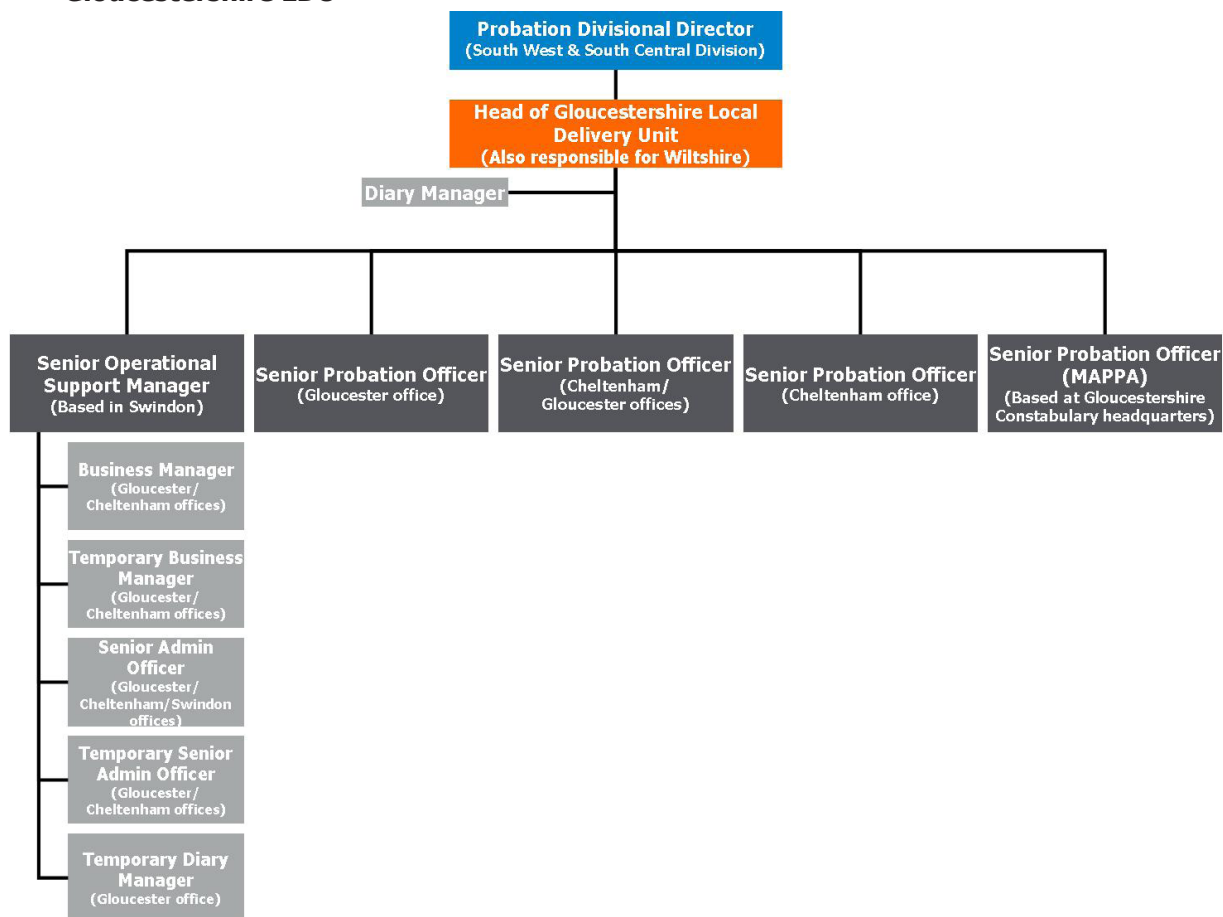 Gloucestershire LDU
Probation Divisional Director
(South West & South Central Division)
Head of Gloucestershire Local
Delivery Unit
(Also responsible for Wiltshire)
Diary Manager
Senior Operational
Support Manager
(Based in Swindon)
Senior Probation Officer
(Gloucester office)
Senior Probation Officer
(Cheltenham/
Gloucester offices)
Senior Probation Officer
(Cheltenham office)
Senior Probation Officer
(MAPPA)
(Based at Gloucestershire
Constabulary headquarters)
Business Manager
(Gloucester/
Cheltenham offices)
Temporary Business
Manager
(Gloucester/
Cheltenham offices)
Senior Admin
Officer
(Gloucester/
Cheltenham/Swindon
offices)
Temporary Senior
Admin Officer
(Gloucester/
Cheltenham offices)
Temporary Diary
Manager
(Gloucester office)